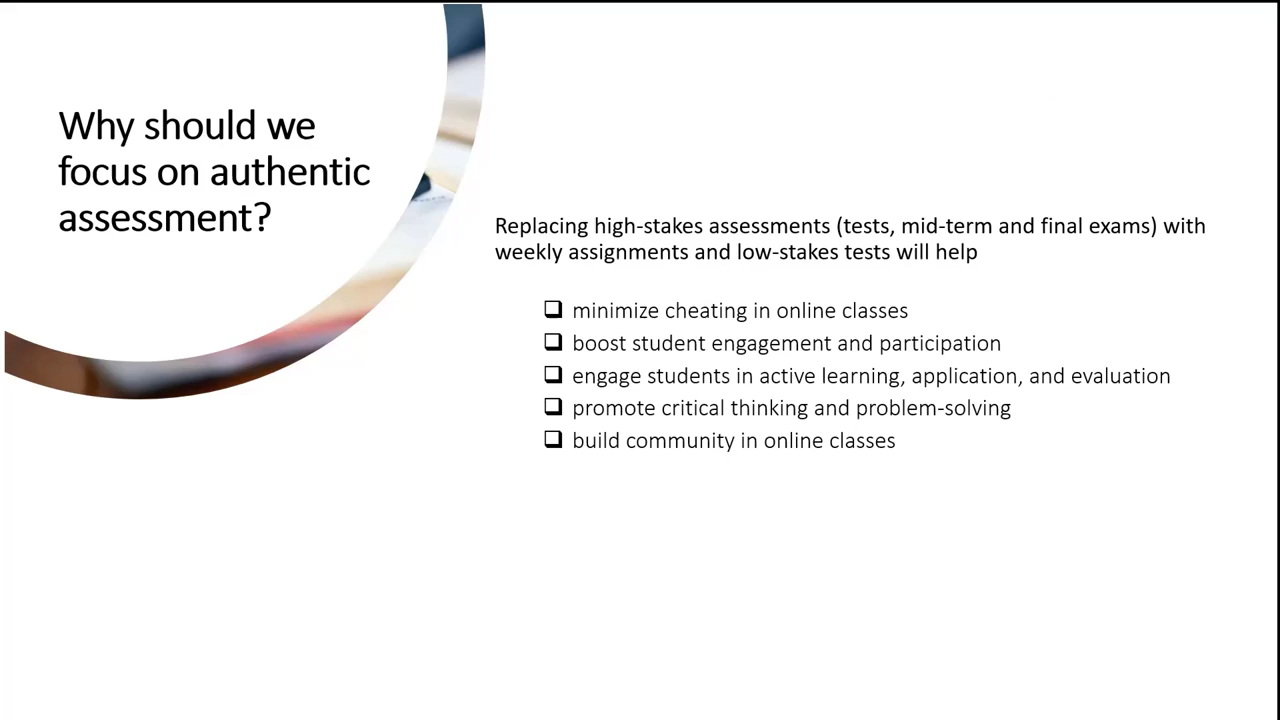 Why should we
focus on authentic
assessment?
Replacing high-stakes assessments (tests, mid-term and final exams) with
weekly assignments and low-stakes tests will help
❑ minimize cheating in online classes
❑ boost student engagement and participation
❑ engage students in active learning, application, and evaluation
❑ promote critical thinking and problem-solving
❑ build community in online classes